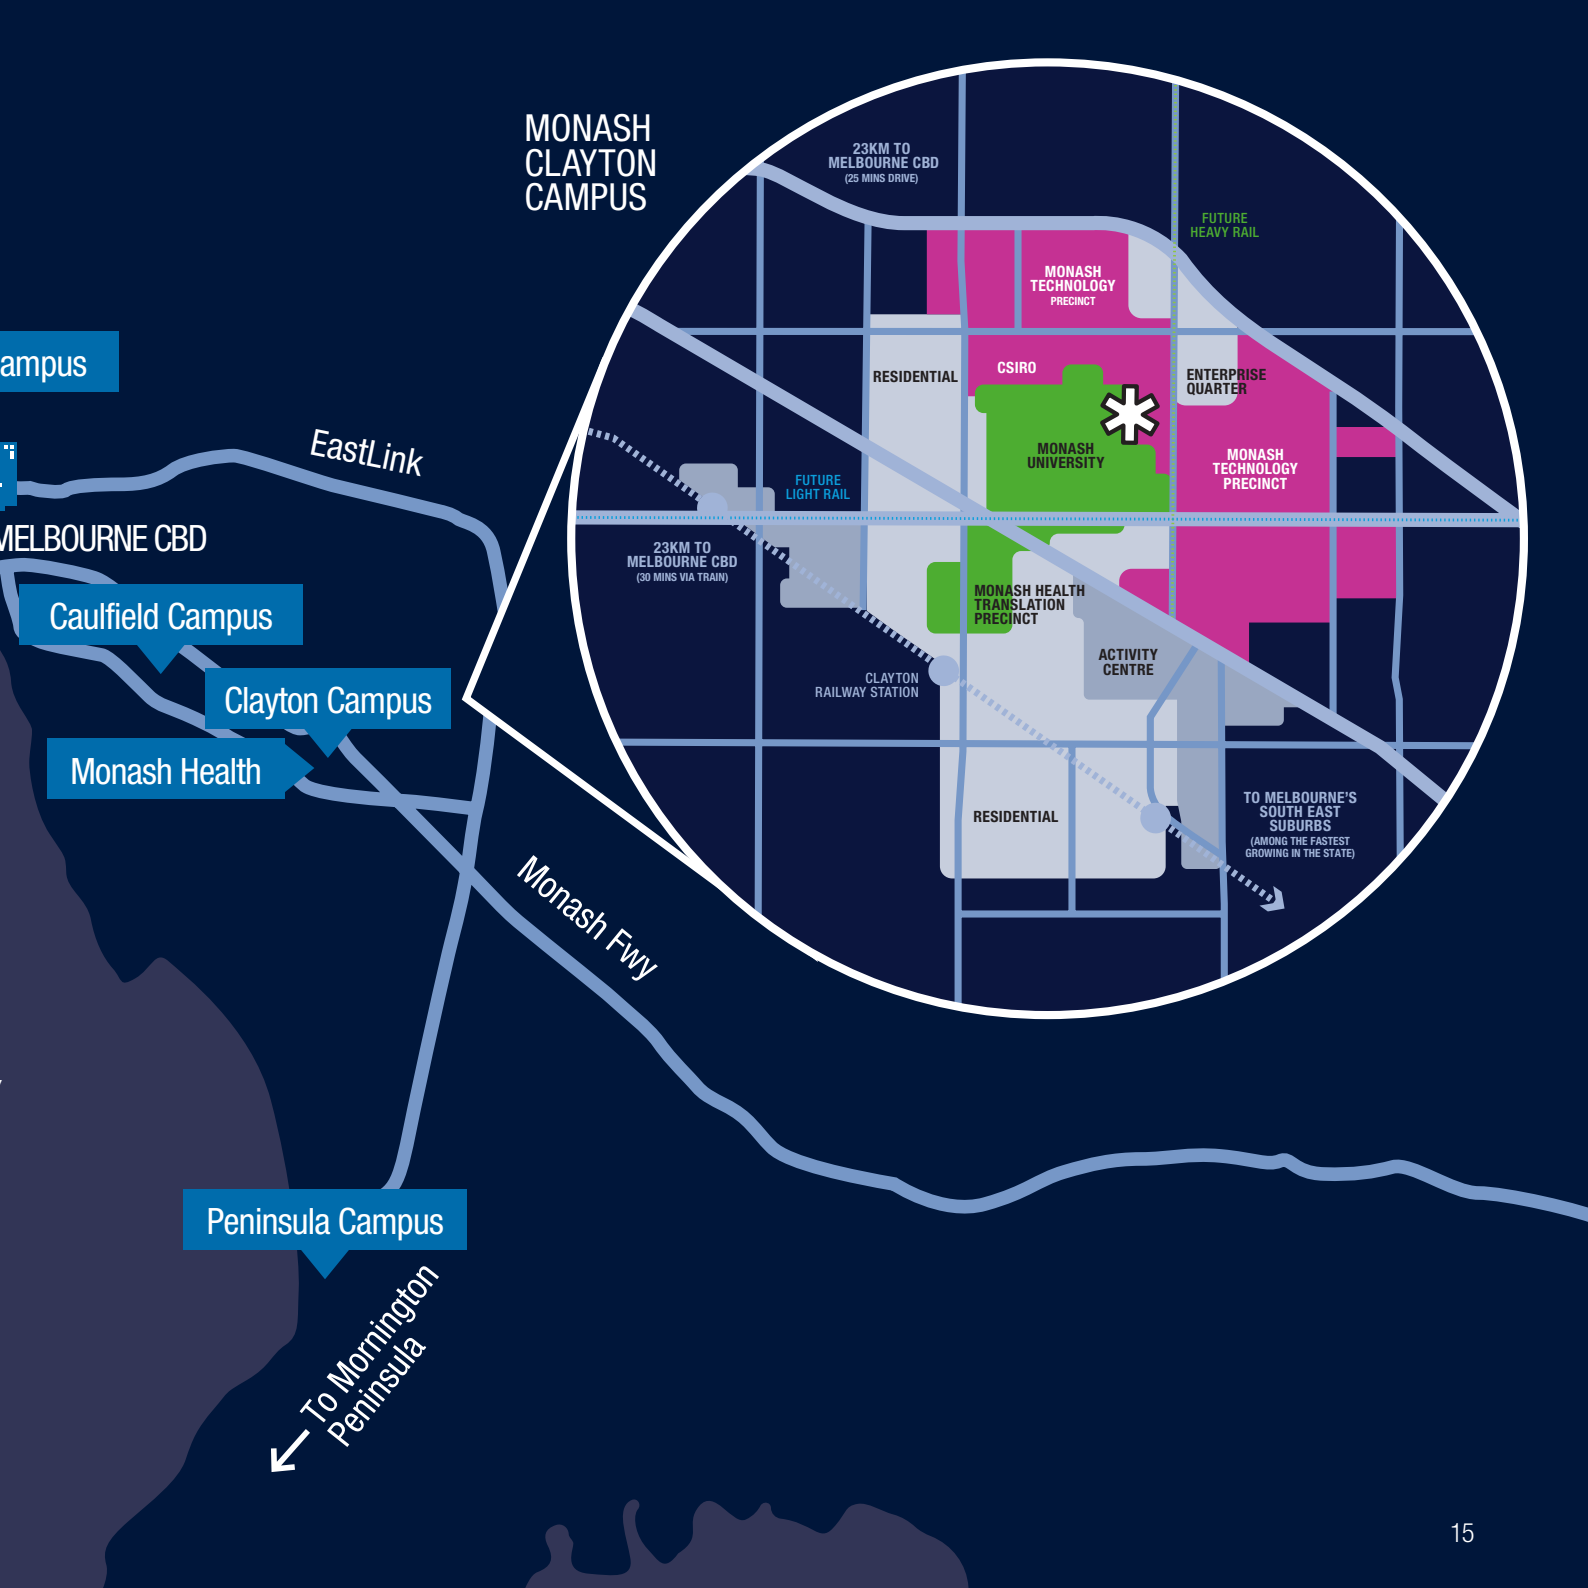 MONASH
CLAYTON
CAMPUS
23KM TO
MELBOURNE CBD
(25 MINS DRIVE)
FUTURE
HEAVY RAIL
MONASH
TECHNOLOGY
PRECINCT
CSIRO
RESIDENTIAL
ENTERPRISE
QUARTER
MONASH
UNIVERSITY
MONASH
TECHNOLOGY
PRECINCT
FUTURE
LIGHT RAIL
23KM TO
MELBOURNE CBD
(30 MINS VIA TRAIN)
MONASH HEALTH
TRANSLATION
PRECINCT
ACTIVITY
CENTRE
CLAYTON
RAILWAY STATION
RESIDENTIAL
TO MELBOURNE'S
SOUTH EAST
SUBURBS
(AMONG THE FASTEST
GROWING IN THE STATE)
ampus
EastLink
MELBOURNE CBD
Caulfield Campus
Clayton Campus
Monash Health
Monash Fwy
Peninsula Campus
To Mornington
Peninsula
15